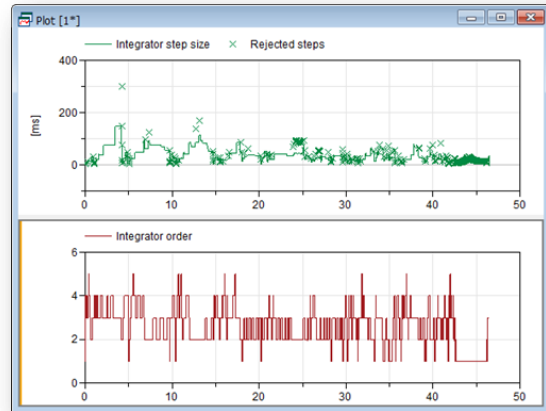 Plot [1*]
Integrator step size × Rejected steps
400
200
0
[ms]
0 10 20 30 40 50
Integrator order
6
4
2
0
0 10 20 30 40 50